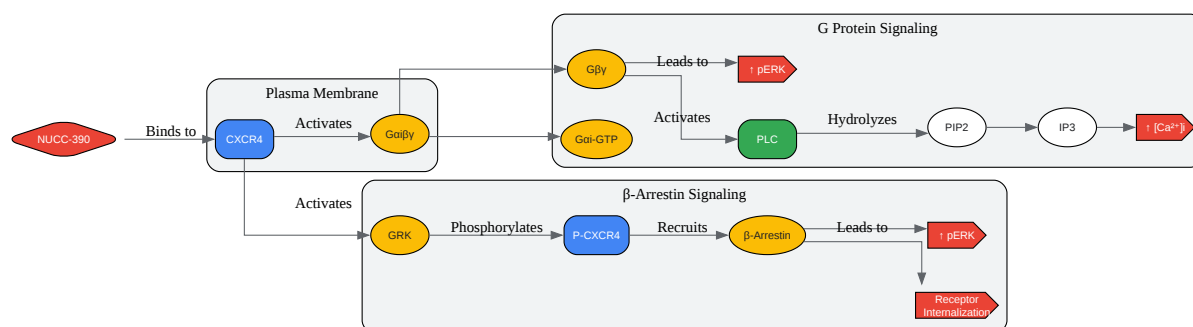 G Protein Signaling
Gβγ
Leads to
↑ pERK
Plasma Membrane
NUCC-390
Binds to
CXCR4
Activates
Gαiβγ
Gαi-GTP
Activates
PLC
Hydrolyzes
PIP2
IP3
↑ [Ca²⁺]i
β-Arrestin Signaling
Activates
GRK
Phosphorylates
P-CXCR4
Recruits
β-Arrestin
Leads to
↑ pERK
Receptor
Internalization